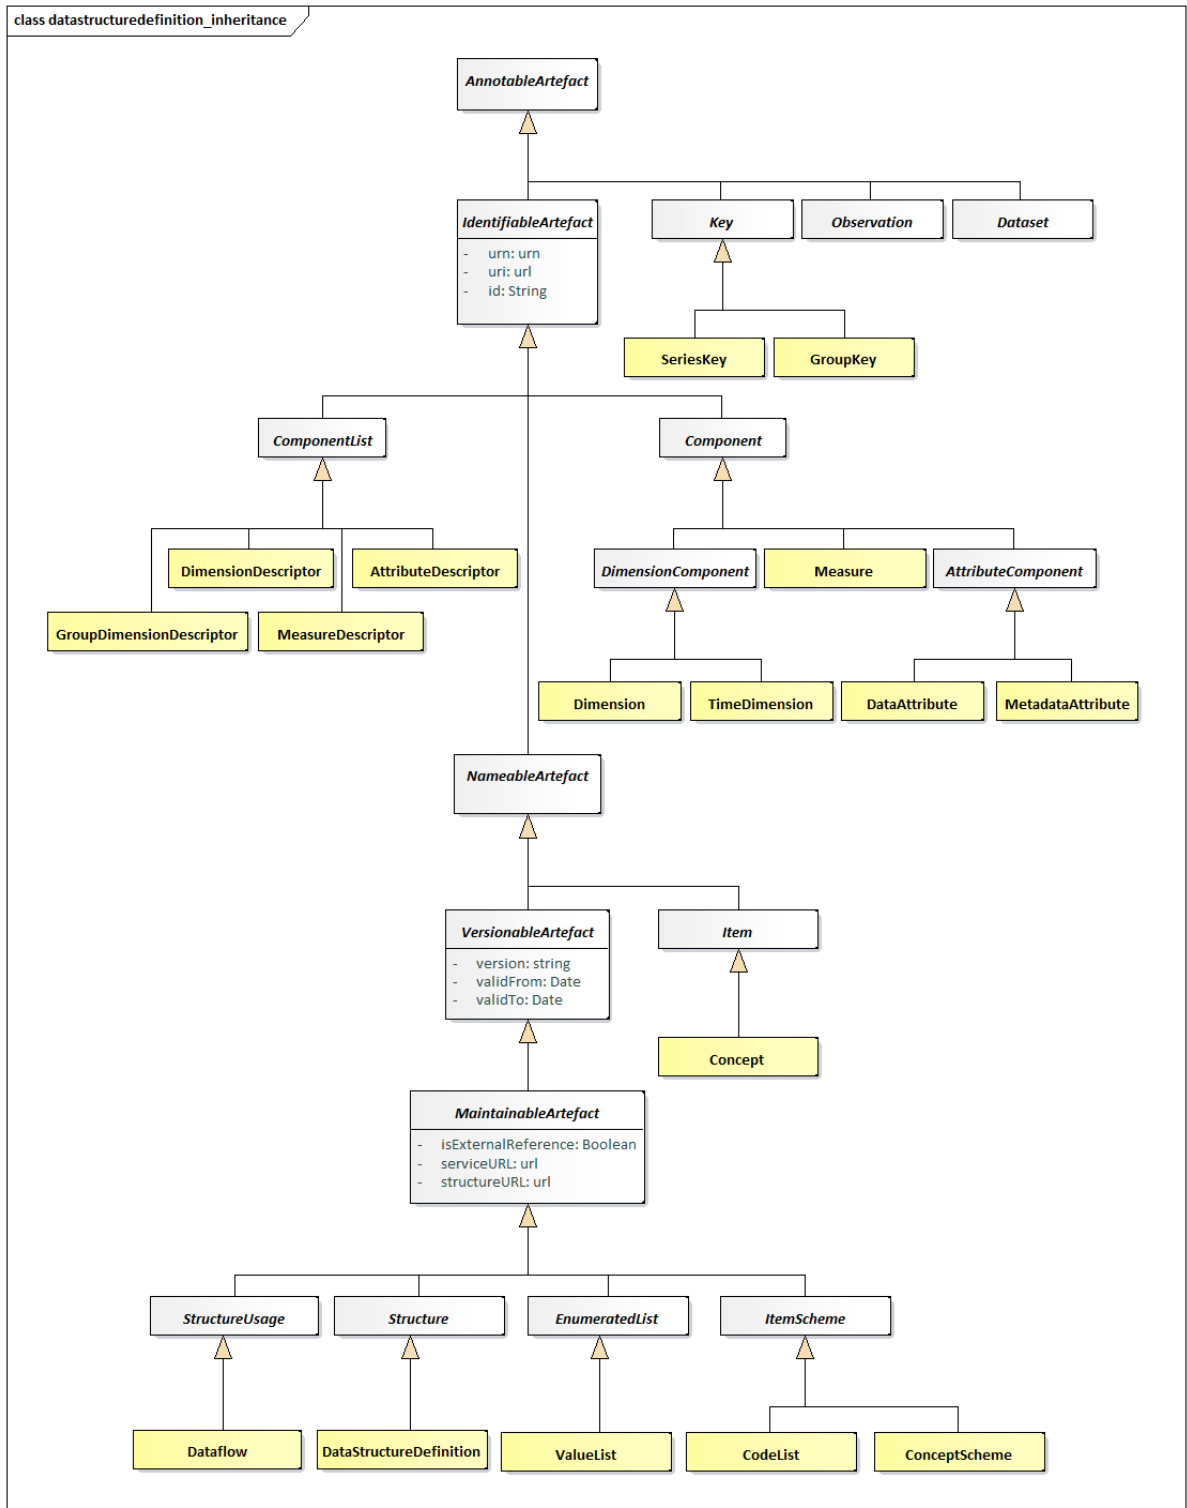 class datastructuredefinition_inheritance
AnnotableArtefact
IdentifiableArtefact
- urn: urn
- uri: url
- id: String
Key
Observation
Dataset
SeriesKey
GroupKey
ComponentList
Component
DimensionDescriptor
AttributeDescriptor
GroupDimensionDescriptor
MeasureDescriptor
DimensionComponent
Measure
AttributeComponent
Dimension
TimeDimension
DataAttribute
MetadataAttribute
NameableArtefact
VersionableArtefact
- version: string
- validFrom: Date
- validTo: Date
Item
Concept
MaintainableArtefact
- isExternalReference: Boolean
- serviceURL: url
- structureURL: url
StructureUsage
Structure
EnumeratedList
ItemScheme
Dataflow
DataStructureDefinition
ValueList
CodeList
ConceptScheme